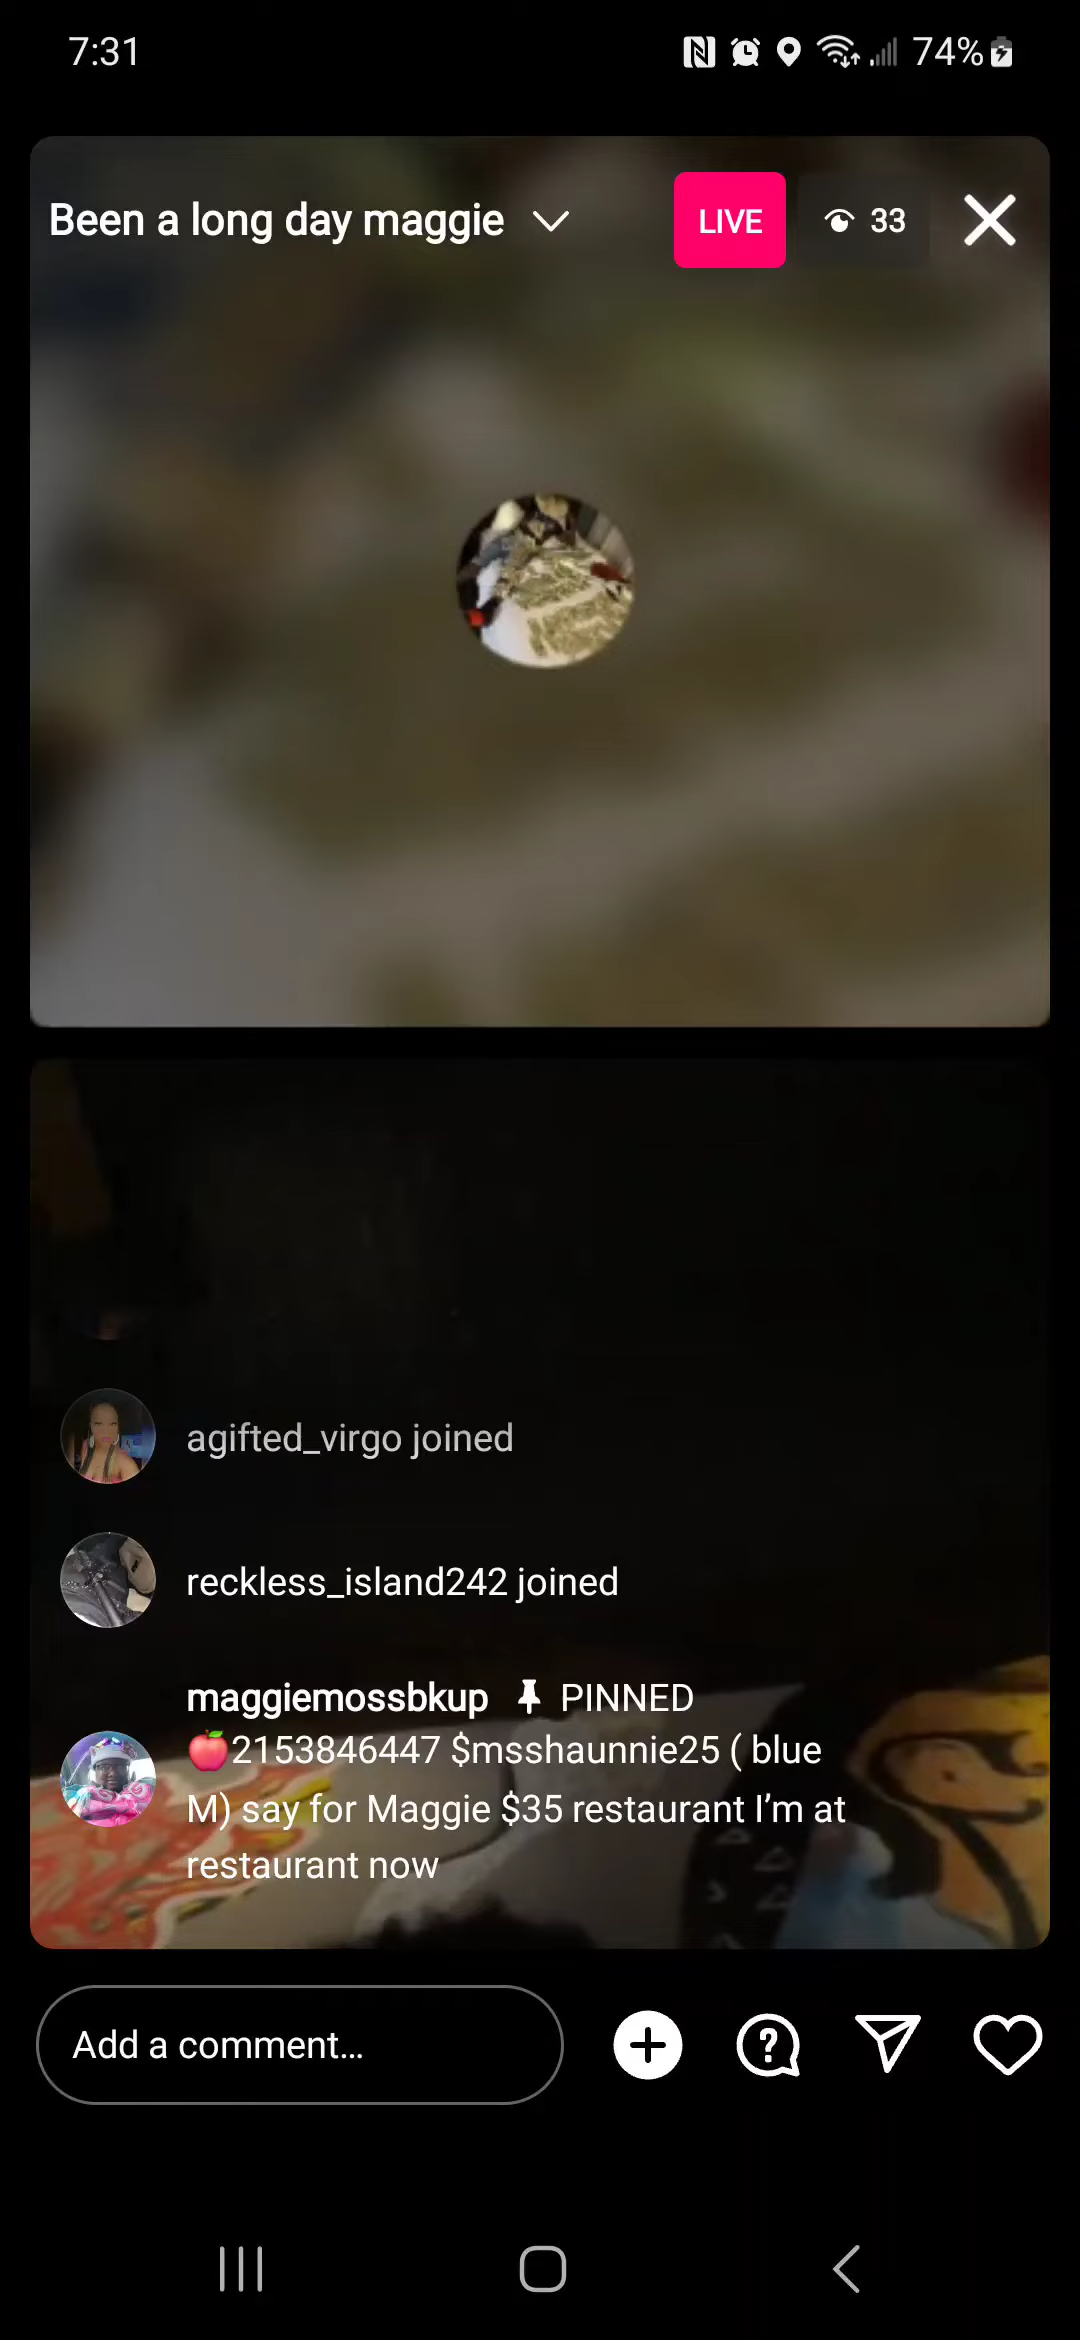 7:31
74%
Been a long day maggie
LIVE
33
agifted_virgo joined
reckless_island242 joined
maggiemossbkup PINNED
🍎2153846447 $msshaunnie25 ( blue
M) say for Maggie $35 restaurant I’m at
restaurant now
Add a comment...